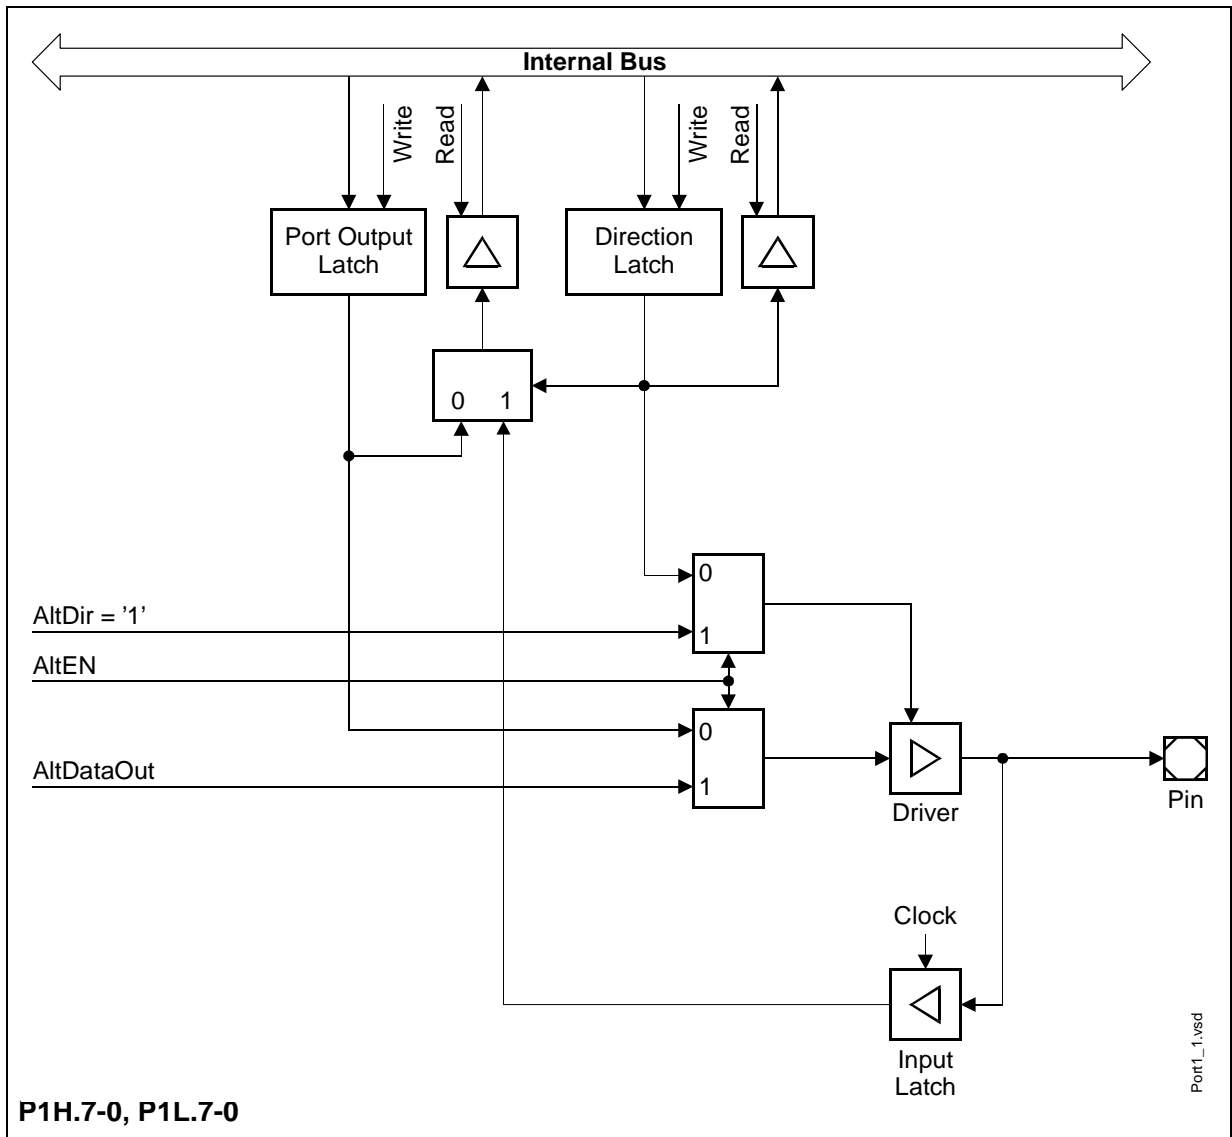 Internal Bus
Write
Read
Write
Read
Port Output
Latch
Direction
Latch
0 1
0
AltDir = '1'
1
AltEN
0
AltDataOut
1
Driver
Pin
Clock
Input
Latch
Port1_1.vsd
P1H.7-0, P1L.7-0